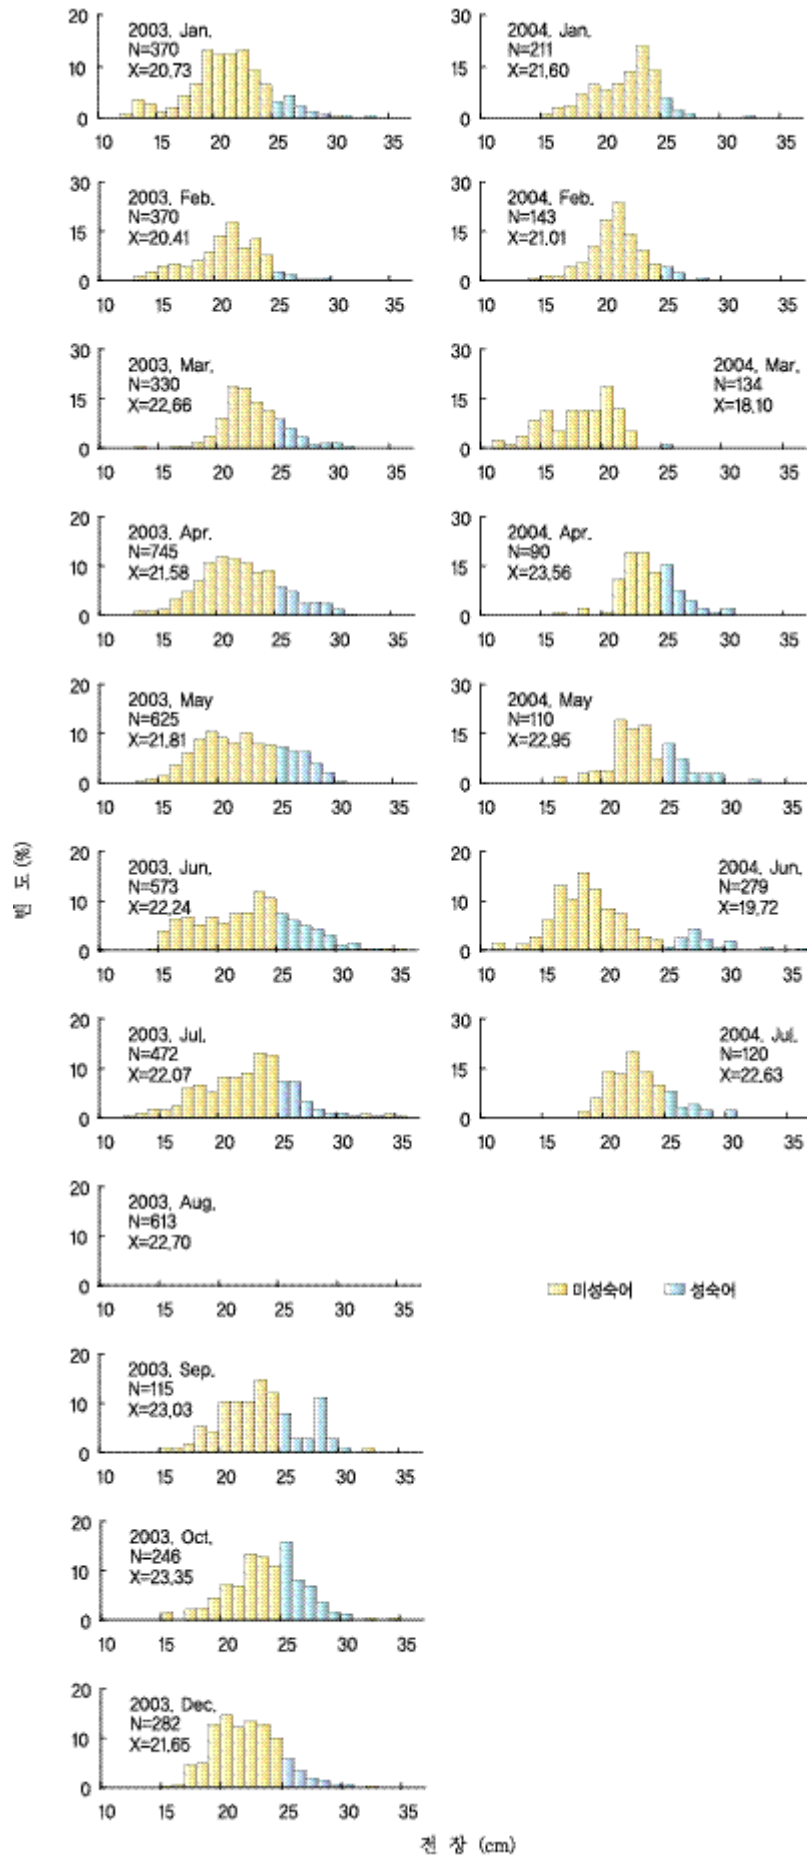 20
10
0
2003, Jan.
N=370
X=20.73
10 15 20 25 30 35
30
15
0
2004, Jan.
N=211
X=21.60
10 15 20 25 30 35
30
15
0
2003, Feb.
N=370
X=20.41
10 15 20 25 30 35
30
15
0
2004, Feb.
N=143
X=21.01
10 15 20 25 30 35
30
15
0
2003, Mar.
N=330
X=22.66
10 15 20 25 30 35
30
15
0
2004, Mar.
N=134
X=18.10
10 15 20 25 30 35
20
10
0
2003, Apr.
N=745
X=21.58
10 15 20 25 30 35
30
15
0
2004, Apr.
N=90
X=23.56
10 15 20 25 30 35
20
10
0
2003, May
N=625
X=21.81
10 15 20 25 30 35
30
15
0
2004, May
N=110
X=22.95
10 15 20 25 30 35
빈 도 (%)
20
10
0
2003, Jun.
N=573
X=22.24
10 15 20 25 30 35
20
10
0
2004, Jun.
N=279
X=19.72
10 15 20 25 30 35
20
10
0
2003, Jul.
N=472
X=22.07
10 15 20 25 30 35
30
15
0
2004, Jul.
N=120
X=22.63
10 15 20 25 30 35
20
10
0
2003, Aug.
N=613
X=22.70
10 15 20 25 30 35
미성숙어 성숙어
20
10
0
2003, Sep.
N=115
X=23.03
10 15 20 25 30 35
20
10
0
2003, Oct.
N=246
X=23.35
10 15 20 25 30 35
20
10
0
2003, Dec.
N=282
X=21.65
10 15 20 25 30 35
전 장 (cm)